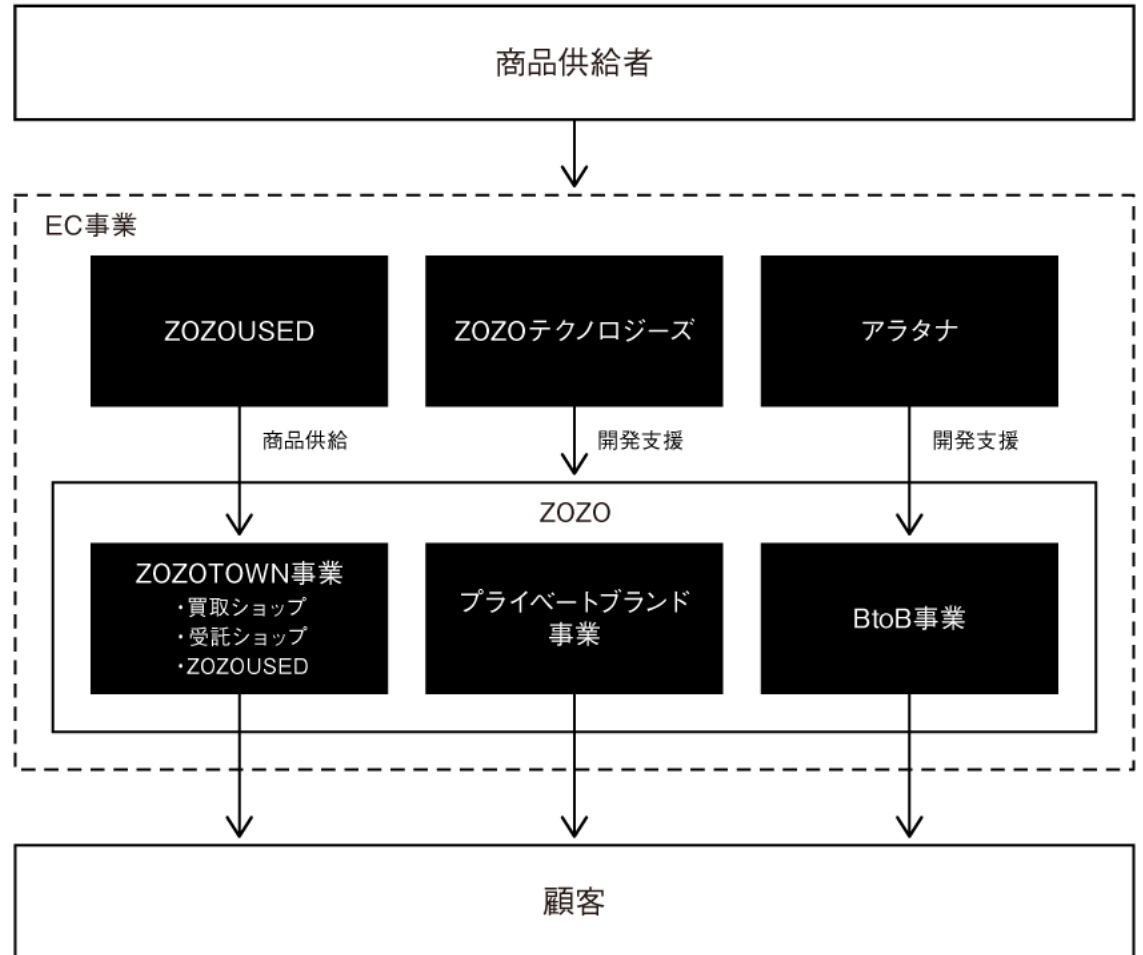 商品供給者
EC事業
ZOZOUSED
ZOZOテクノロジーズ
アラタナ
商品供給
開発支援
開発支援
ZOZO
ZOZOTOWN事業
・買取ショップ
・受託ショップ
・ZOZOUSED
プライベートブランド
事業
BtoB事業
顧客